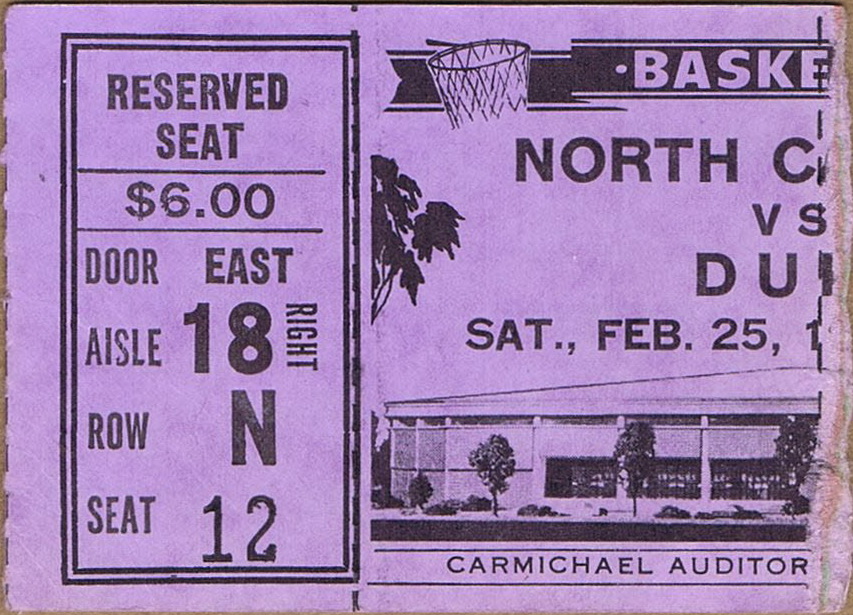 RESERVED
SEAT
$6.00
DOOR EAST
AISLE 18 RIGHT
ROW N
SEAT 12
·BASKE
NORTH C
VS
DU
SAT., FEB. 25, 1
CARMICHAEL AUDITOR